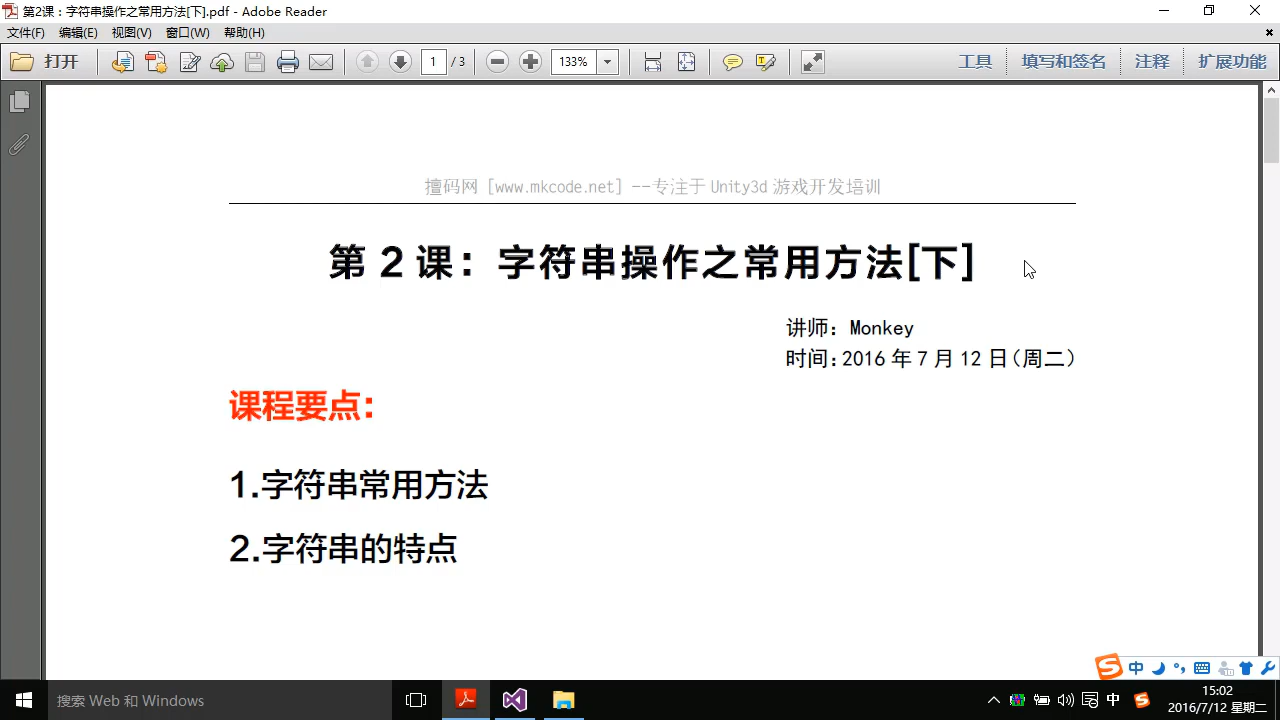 第2课：字符串操作之常用方法[下].pdf - Adobe Reader
文件(F) 编辑(E) 视图(V) 窗口(W) 帮助(H)
打开 1 / 3 133% 工具 填写和签名 注释 扩展功能
擅码网 [www.mkcode.net] --专注于 Unity3d 游戏开发培训
第 2 课：字符串操作之常用方法[下]
讲师：Monkey
时间:2016 年 7 月 12 日(周二)
课程要点:
1.字符串常用方法
2.字符串的特点
中
搜索 Web 和 Windows
中
15:02
2016/7/12 星期二